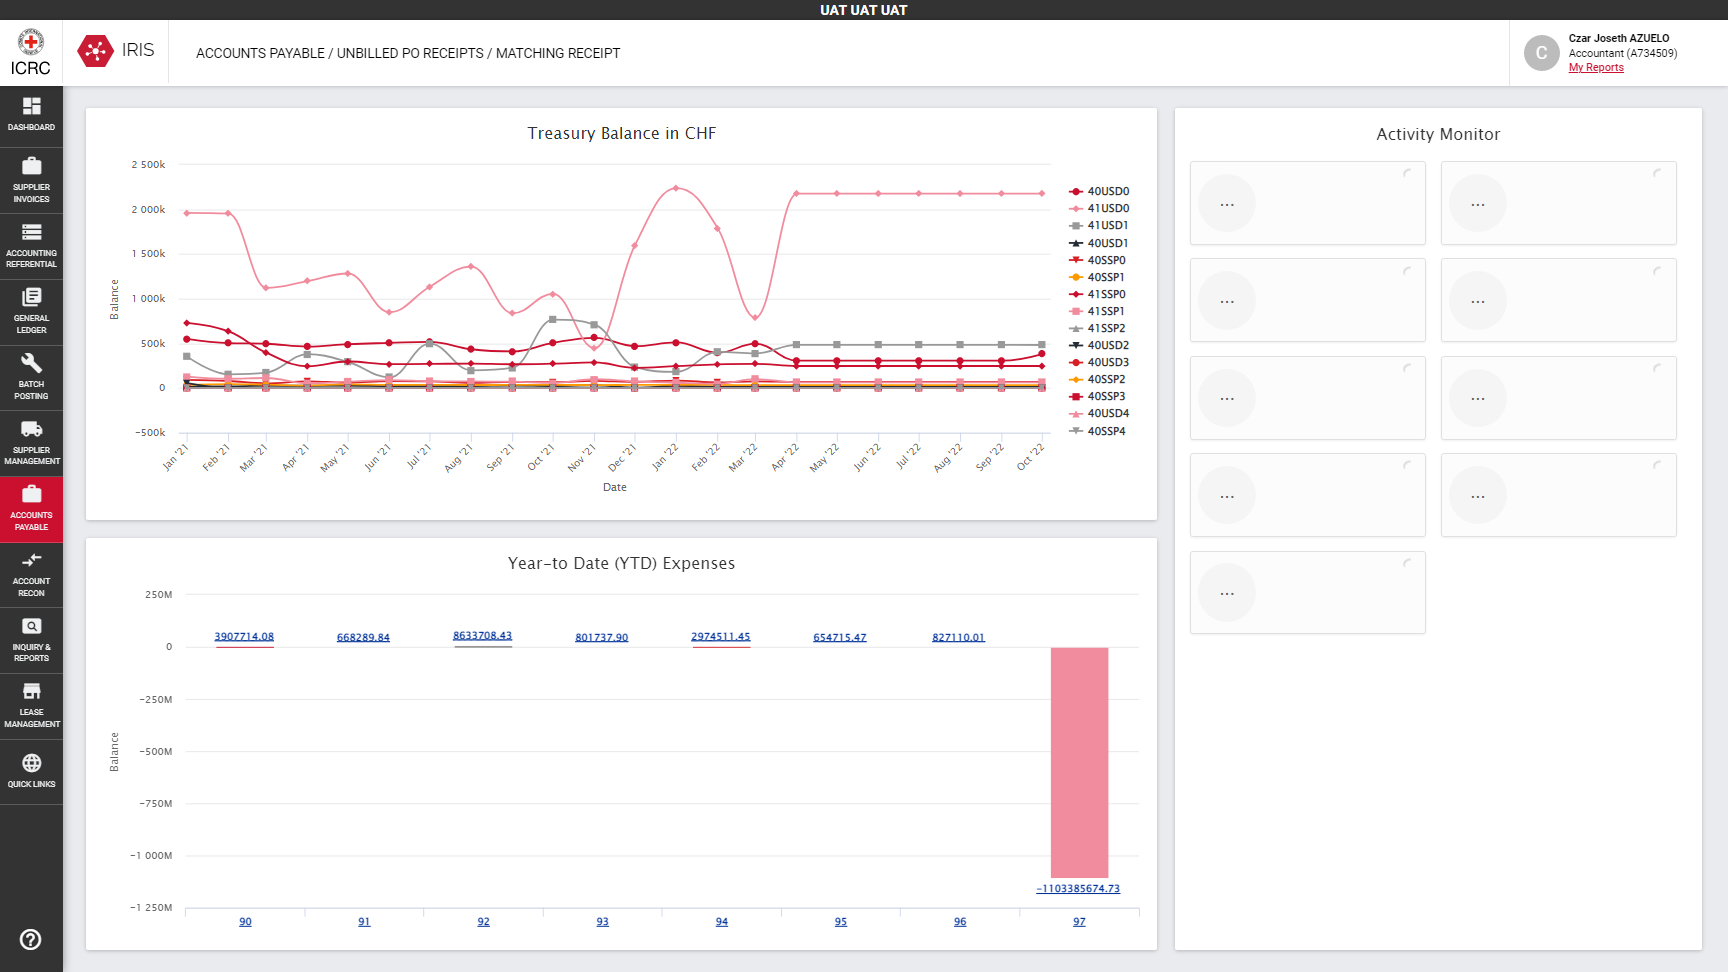 UAT UAT UAT
ICRC
IRIS
ACCOUNTS PAYABLE / UNBILLED PO RECEIPTS / MATCHING RECEIPT
C
Czar Joseth AZUELO
Accountant (A734509)
My Reports
DASHBOARD
SUPPLIER
INVOICES
ACCOUNTING
REFERENTIAL
GENERAL
LEDGER
BATCH
POSTING
SUPPLIER
MANAGEMENT
ACCOUNTS
PAYABLE
ACCOUNT
RECON
INQUIRY &
REPORTS
LEASE
MANAGEMENT
QUICK LINKS
Treasury Balance in CHF
Balance
2 500k
2 000k
1 500k
1 000k
500k
0
-500k
Jan '21
Feb '21
Mar '21
Apr '21
May '21
Jun '21
Jul '21
Aug '21
Sep '21
Oct '21
Nov '21
Dec '21
Jan '22
Feb '22
Mar '22
Apr '22
May '22
Jun '22
Jul '22
Aug '22
Sep '22
Oct '22
Date
40USD0
41USD0
41USD1
40USD1
40SSP0
40SSP1
41SSP0
41SSP1
41SSP2
40USD2
40USD3
40SSP2
40SSP3
40USD4
40SSP4
Year-to Date (YTD) Expenses
Balance
250M
0
-250M
-500M
-750M
-1 000M
-1 250M
3907714.08
668289.84
8633708.43
801737.90
2974511.45
654715.47
827110.01
-1103385674.73
90
91
92
93
94
95
96
97
Activity Monitor
...
...
...
...
...
...
...
...
...